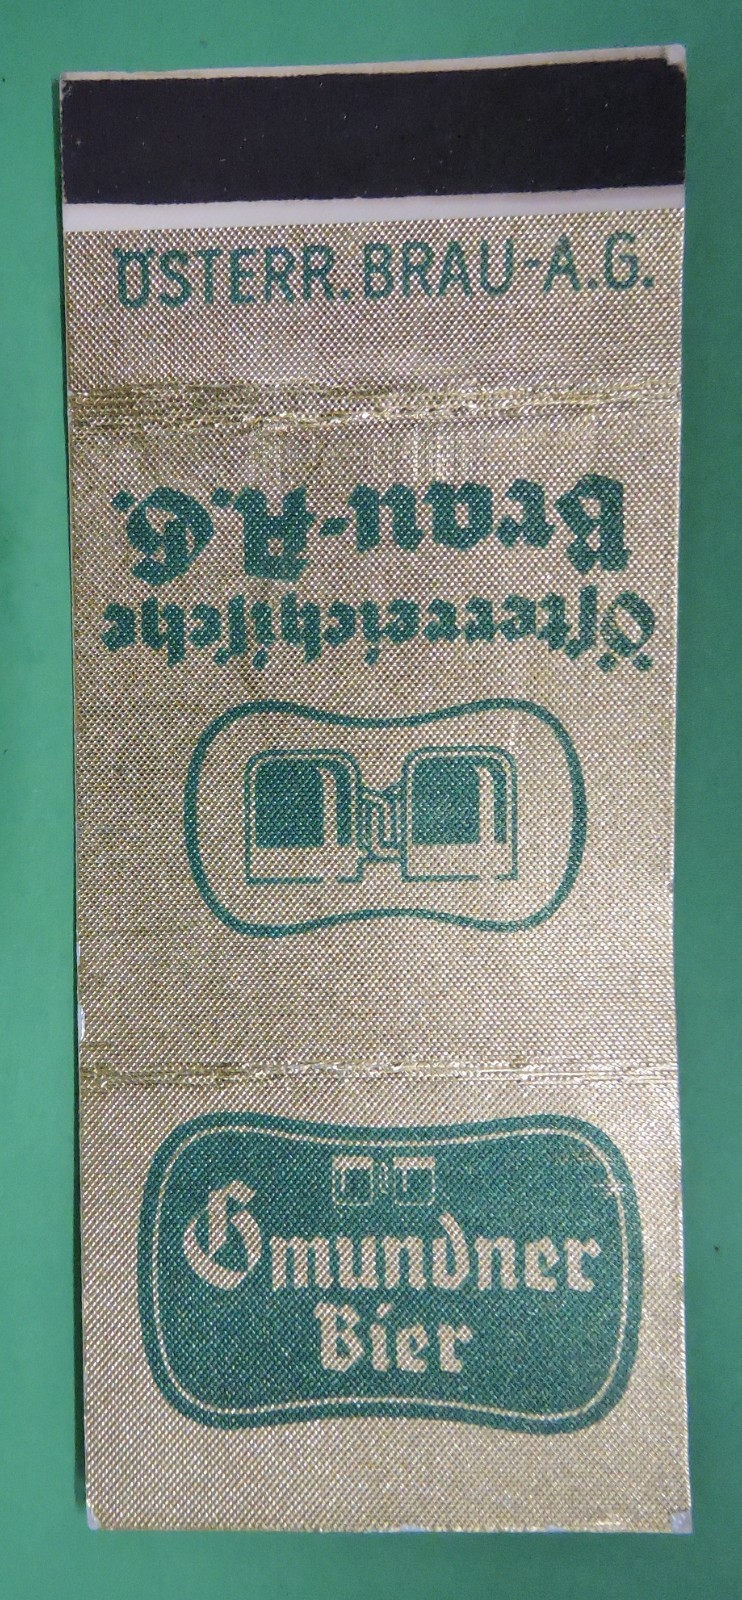 ÖSTERR. BRAU-A.G.
Österreichische
Brau-A.G.
Gmundner
Bier